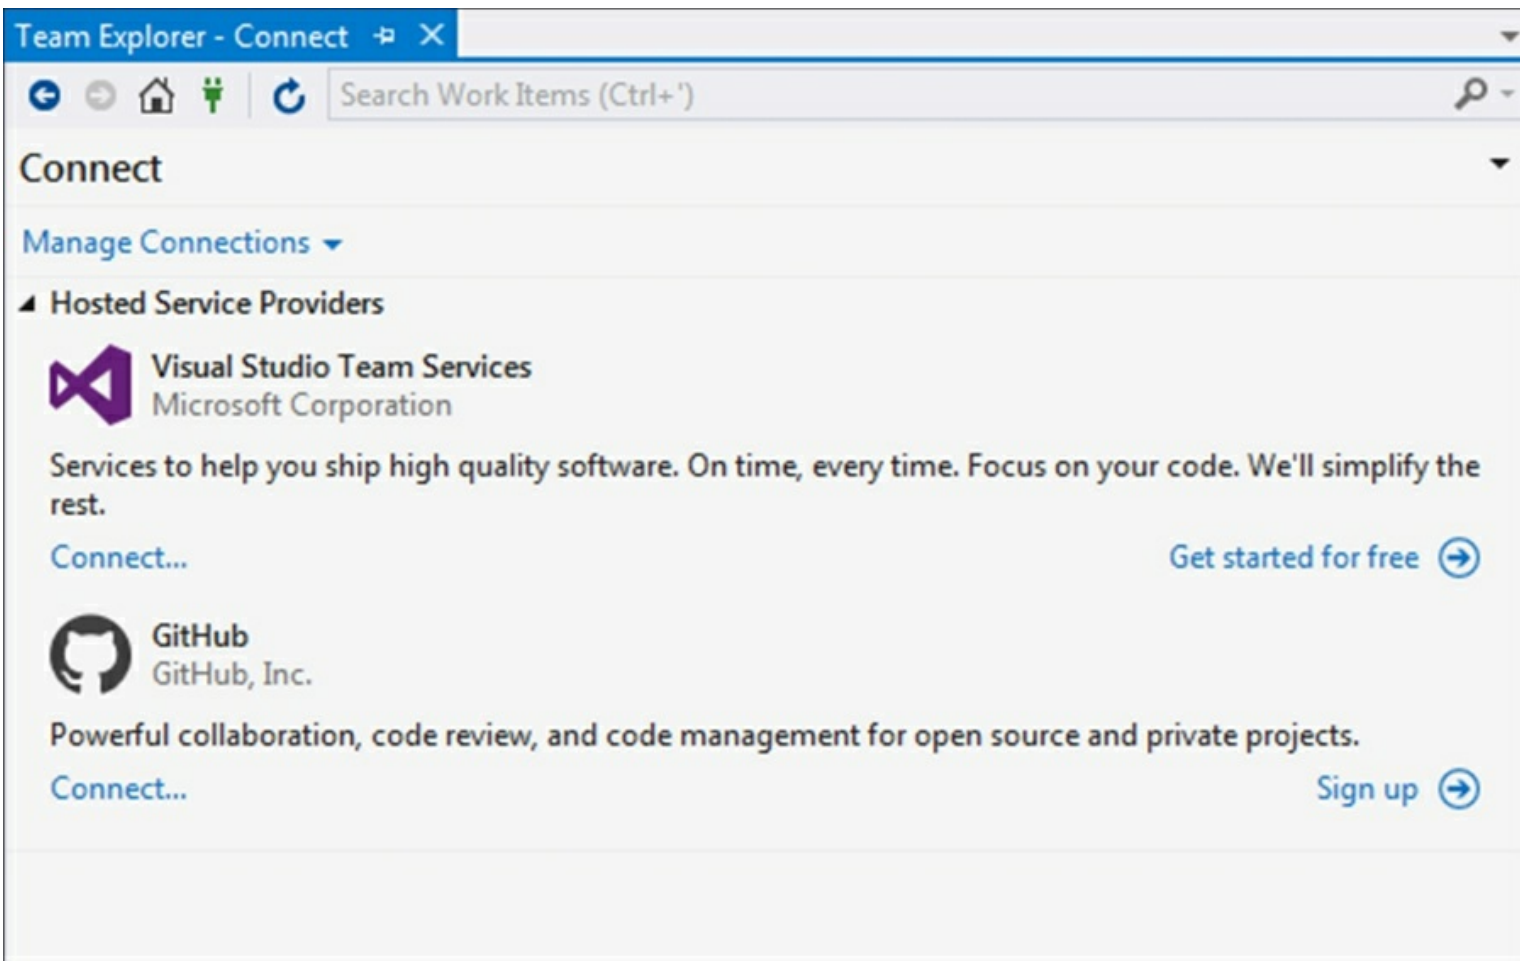 Team Explorer - Connect
Search Work Items (Ctrl+')
Connect
Manage Connections
Hosted Service Providers
Visual Studio Team Services
Microsoft Corporation
Services to help you ship high quality software. On time, every time. Focus on your code. We'll simplify the
rest.
Connect... Get started for free
GitHub
GitHub, Inc.
Powerful collaboration, code review, and code management for open source and private projects.
Connect... Sign up